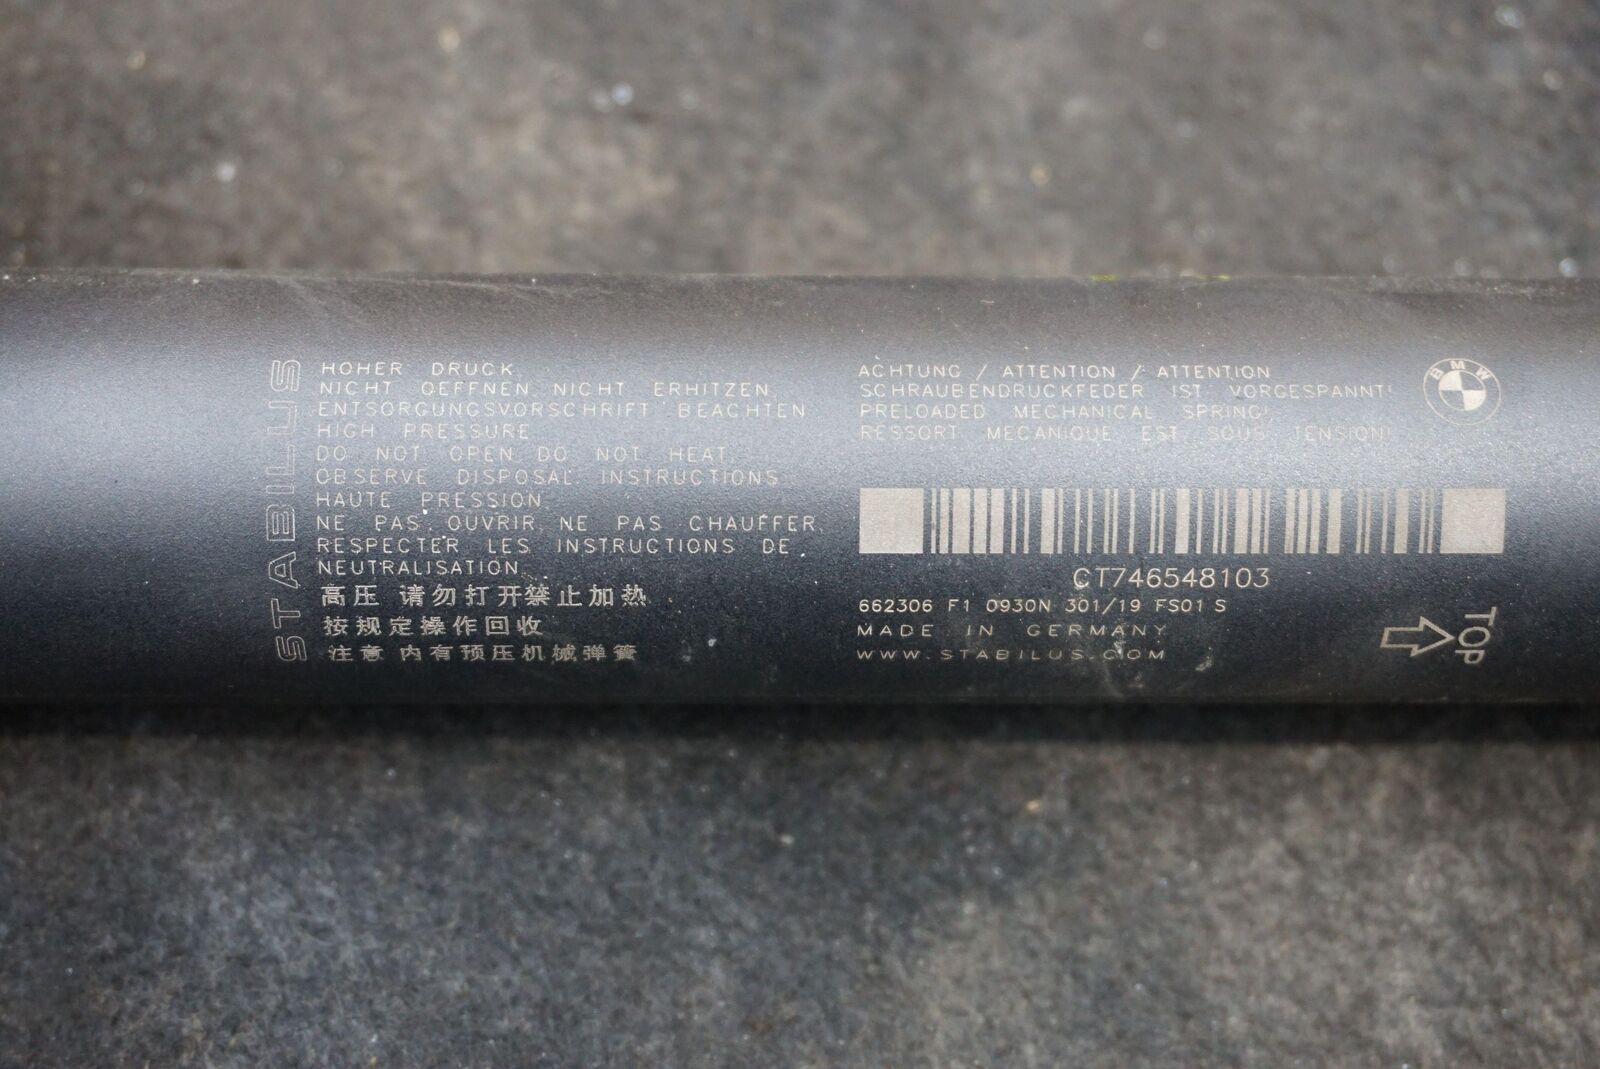 STABILUS
HOHER DRUCK,
NICHT OEFFNEN, NICHT ERHITZEN,
ENTSORGUNGSVORSCHRIFT BEACHTEN
HIGH PRESSURE
DO NOT OPEN, DO NOT HEAT,
OBSERVE DISPOSAL INSTRUCTIONS
HAUTE PRESSION,
NE PAS OUVRIR, NE PAS CHAUFFER,
RESPECTER LES INSTRUCTIONS DE
NEUTRALISATION.
高压 请勿打开禁止加热
按规定操作回收
注意 内有预压机械弹簧
ACHTUNG / ATTENTION / ATTENTION
SCHRAUBENDRUCKFEDER IST VORGESPANNT!
PRELOADED MECHANICAL SPRING!
RESSORT MECANIQUE EST SOUS TENSION!
BMW
CT746548103
662306 F1 0930N 301/19 FS01 S
MADE IN GERMANY
WWW.STABILUS.COM
TOP